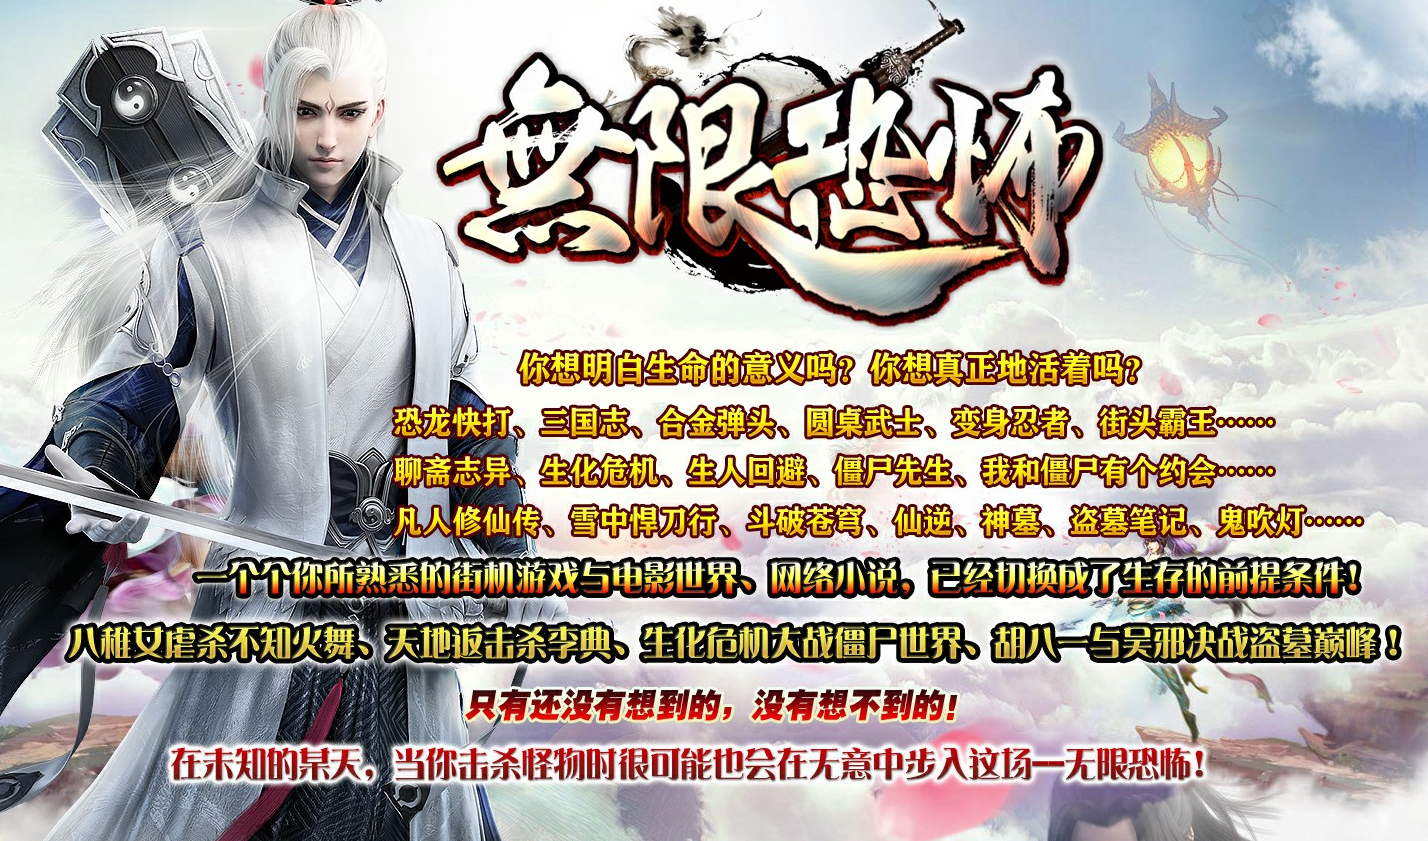 無限恐怖
你想明白生命的意义吗？你想真正地活着吗？
恐龙快打、三国志、合金弹头、圆桌武士、变身忍者、街头霸王······
聊斋志异、生化危机、生人回避、僵尸先生、我和僵尸有个约会······
凡人修仙传、雪中悍刀行、斗破苍穹、仙逆、神墓、盗墓笔记、鬼吹灯······
一个个你所熟悉的街机游戏与电影世界、网络小说，已经切换成了生存的前提条件！
八稚女虐杀不知火舞、天地返击杀李典、生化危机大战僵尸世界、胡八一与吴邪决战盗墓巅峰！
只有还没有想到的，没有想不到的！
在未知的某天，当你击杀怪物时很可能也会在无意中步入这场—无限恐怖！